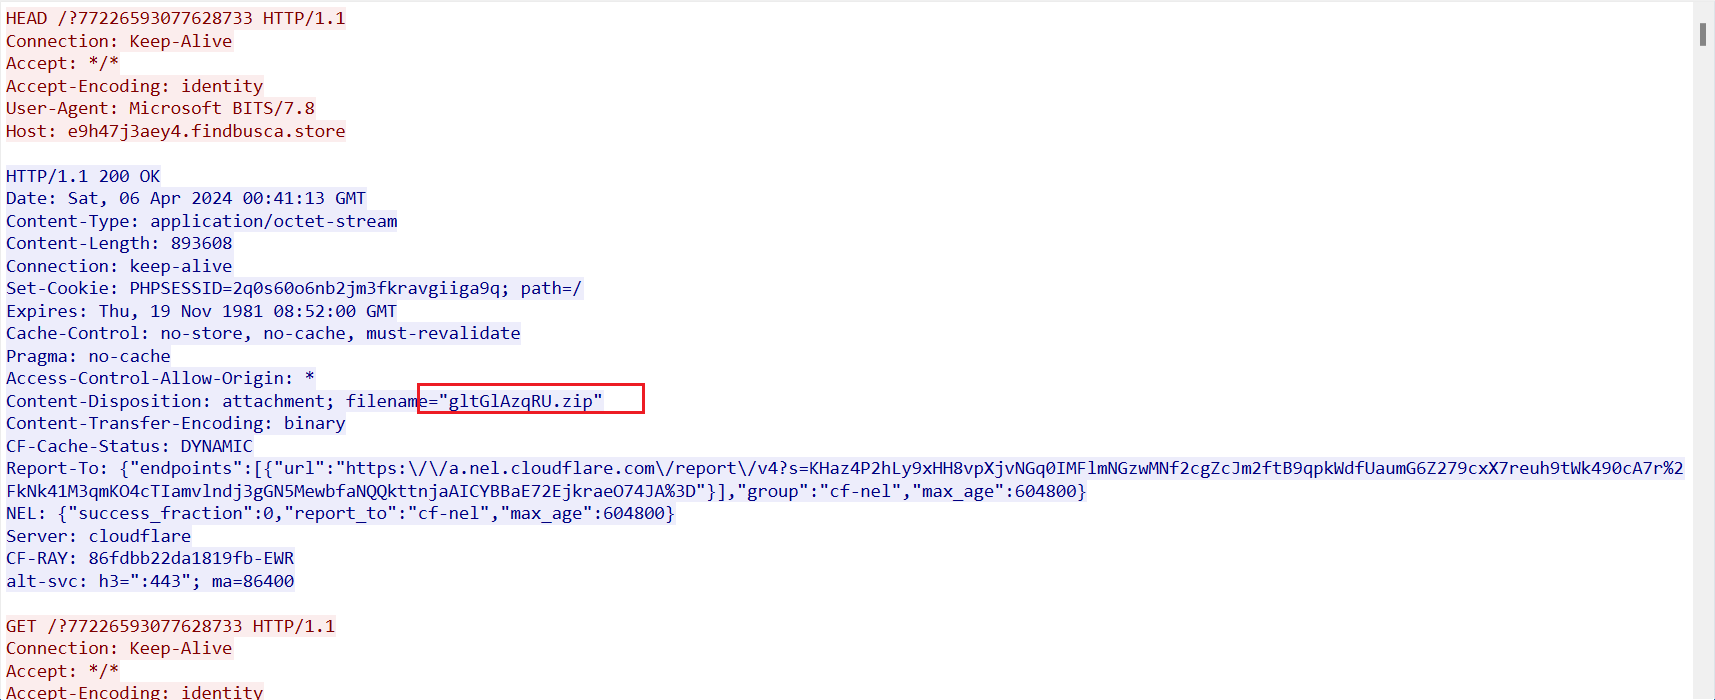 HEAD /?77226593077628733 HTTP/1.1
Connection: Keep-Alive
Accept: */*
Accept-Encoding: identity
User-Agent: Microsoft BITS/7.8
Host: e9h47j3aey4.findbusca.store
HTTP/1.1 200 OK
Date: Sat, 06 Apr 2024 00:41:13 GMT
Content-Type: application/octet-stream
Content-Length: 893608
Connection: keep-alive
Set-Cookie: PHPSESSID=2q0s60o6nb2jm3fkravgiiga9q; path=/
Expires: Thu, 19 Nov 1981 08:52:00 GMT
Cache-Control: no-store, no-cache, must-revalidate
Pragma: no-cache
Access-Control-Allow-Origin: *
Content-Disposition: attachment; filename="gltGlAzqRU.zip"
Content-Transfer-Encoding: binary
CF-Cache-Status: DYNAMIC
Report-To: {"endpoints":[{"url":"https:\/\/a.nel.cloudflare.com\/report\/v4?s=KHaz4P2hLy9xHH8vpXjvNGq0IMFlmNGzwMNf2cgZcJm2ftB9qpkWdfUaumG6Z279cxX7reuh9tWk490cA7r%2
FkNk41M3qmKO4cTIamvlndj3gGN5MewbfaNQQkttnjaAICYBBaE72EjkraeO74JA%3D"}],"group":"cf-nel","max_age":604800}
NEL: {"success_fraction":0,"report_to":"cf-nel","max_age":604800}
Server: cloudflare
CF-RAY: 86fdbb22da1819fb-EWR
alt-svc: h3=":443"; ma=86400
GET /?77226593077628733 HTTP/1.1
Connection: Keep-Alive
Accept: */*
Accept-Encoding: identity